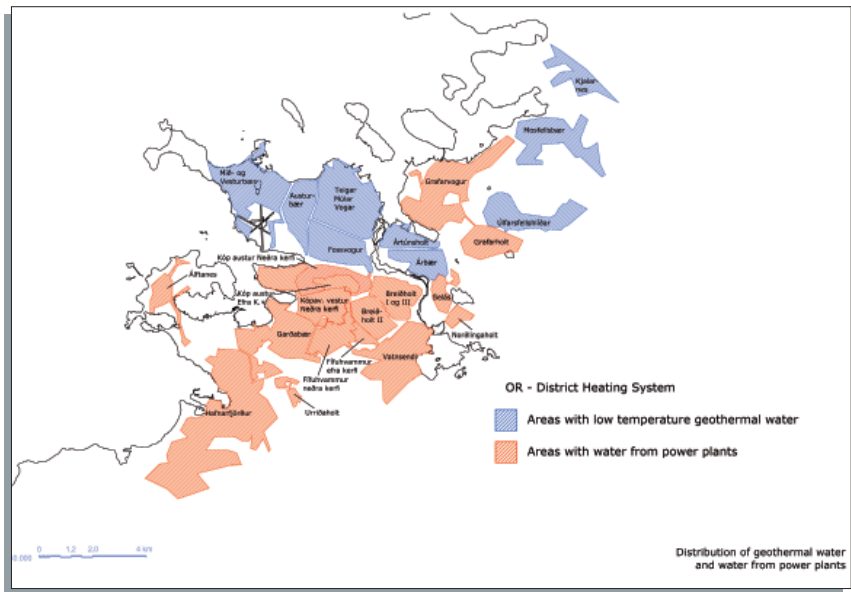 Kjalar-
nes
Mosfellsbær
Grafarvogur
Mið- og
Vesturbær
Austur-
bær
Teigar
Múlar
Vogar
Úlfarsfellshlíðar
Ártúnsholt
Grafarholt
Fossvogur
Árbær
Kóp austur Neðra kerfi
Álftanes
Kóp austur
Efra K.
Kópav. vestur
Neðra kerfi
Breiðholt
I og III
Selás
Breið-
holt II
Norðlingaholt
Garðabær
Vatnsendi
Fífuhvammur
efra kerfi
Fífuhvammur
neðra kerfi
Urriðaholt
Hafnarfjörður
OR - District Heating System
Areas with low temperature geothermal water
Areas with water from power plants
0 1,2 2,0 4 km
Distribution of geothermal water
and water from power plants